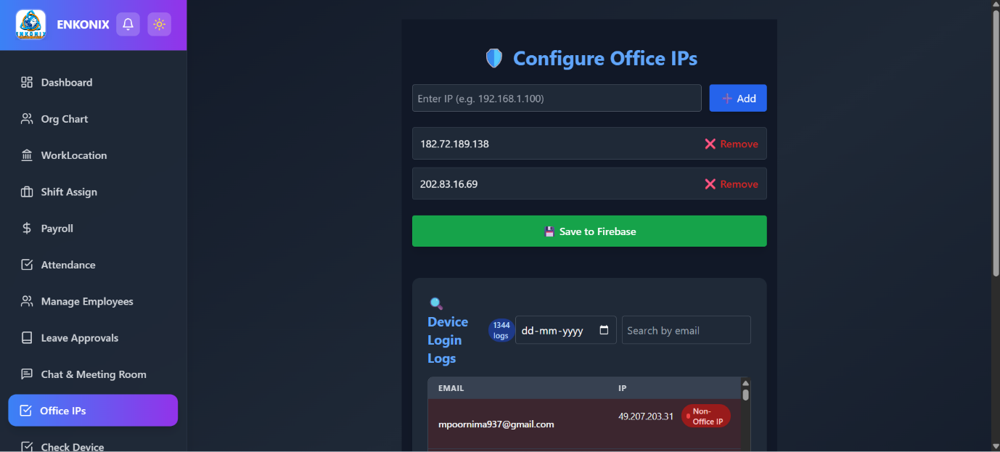 ENKONIX
Dashboard
Org Chart
WorkLocation
Shift Assign
Payroll
Attendance
Manage Employees
Leave Approvals
Chat & Meeting Room
Office IPs
Check Device
Configure Office IPs
Enter IP (e.g. 192.168.1.100)
Add
182.72.189.138
Remove
202.83.16.69
Remove
Save to Firebase
Device
Login
Logs
1344
logs
dd-mm-yyyy
Search by email
EMAIL
IP
mpoornima937@gmail.com
49.207.203.31
Non-
Office IP